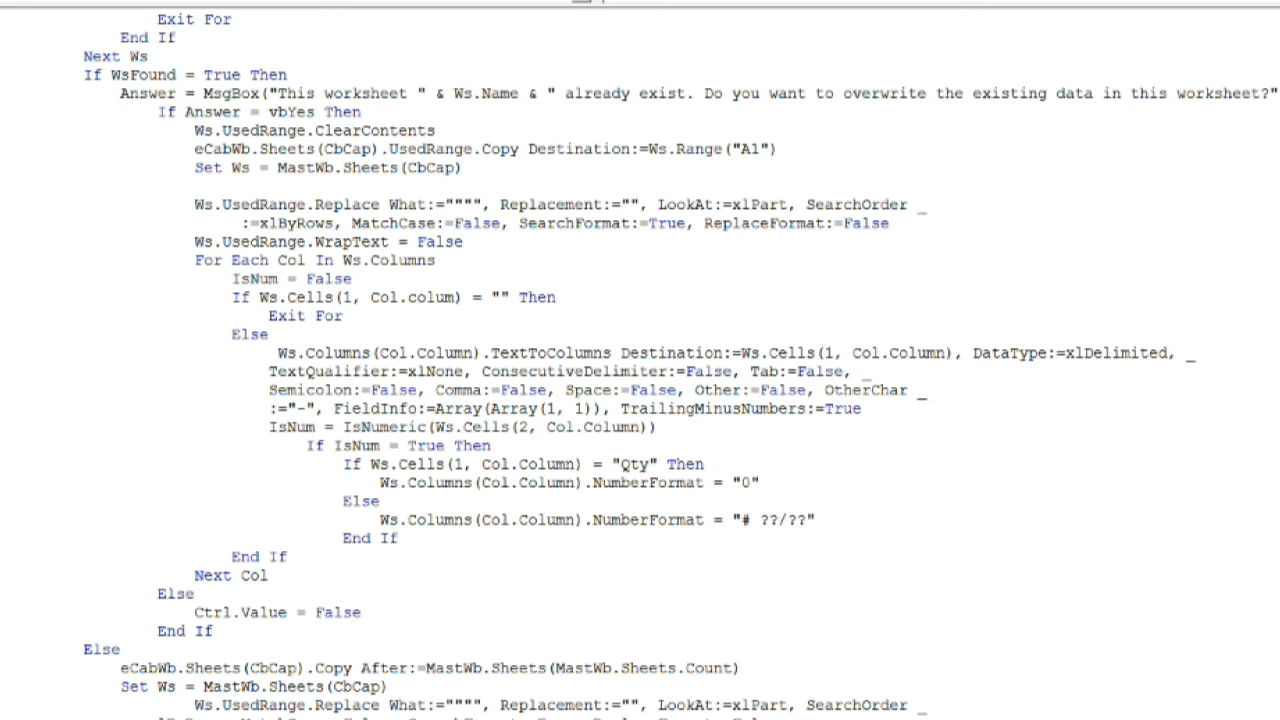 Exit For
End If
Next Ws
If WsFound = True Then
Answer = MsgBox("This worksheet " & Ws.Name & " already exist. Do you want to overwrite the existing data in this worksheet?"
If Answer = vbYes Then
Ws.UsedRange.ClearContents
eCabWb.Sheets(CbCap).UsedRange.Copy Destination:=Ws.Range("A1")
Set Ws = MastWb.Sheets(CbCap)
Ws.UsedRange.Replace What:="""", Replacement:="", LookAt:=xlPart, SearchOrder _
:=xlByRows, MatchCase:=False, SearchFormat:=True, ReplaceFormat:=False
Ws.UsedRange.WrapText = False
For Each Col In Ws.Columns
IsNum = False
If Ws.Cells(1, Col.colum) = "" Then
Exit For
Else
Ws.Columns(Col.Column).TextToColumns Destination:=Ws.Cells(1, Col.Column), DataType:=xlDelimited, _
TextQualifier:=xlNone, ConsecutiveDelimiter:=False, Tab:=False, _
Semicolon:=False, Comma:=False, Space:=False, Other:=False, OtherChar _
:="-", FieldInfo:=Array(Array(1, 1)), TrailingMinusNumbers:=True
IsNum = IsNumeric(Ws.Cells(2, Col.Column))
If IsNum = True Then
If Ws.Cells(1, Col.Column) = "Qty" Then
Ws.Columns(Col.Column).NumberFormat = "0"
Else
Ws.Columns(Col.Column).NumberFormat = "# ??/??"
End If
End If
Next Col
Else
Ctrl.Value = False
End If
Else
eCabWb.Sheets(CbCap).Copy After:=MastWb.Sheets(MastWb.Sheets.Count)
Set Ws = MastWb.Sheets(CbCap)
Ws.UsedRange.Replace What:="""", Replacement:="", LookAt:=xlPart, SearchOrder _